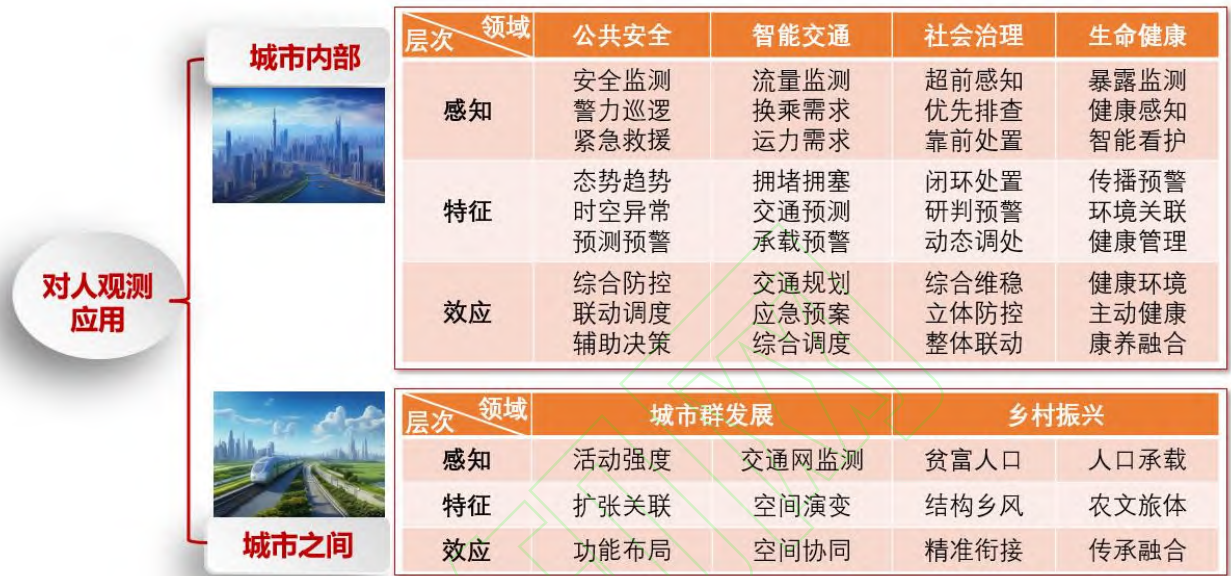 城市内部
层次 领域 公共安全 智能交通 社会治理 生命健康
感知
安全监测 流量监测 超前感知 暴露监测
警力巡逻 换乘需求 优先排查 健康感知
紧急救援 运力需求 靠前处置 智能看护
特征
态势趋势 拥堵拥塞 闭环处置 传播预警
时空异常 交通预测 研判预警 环境关联
预测预警 承载预警 动态调处 健康管理
效应
综合防控 交通规划 综合维稳 健康环境
联动调度 应急预案 立体防控 主动健康
辅助决策 综合调度 整体联动 康养融合
对人观测
应用
城市之间
层次 领域 城市群发展 乡村振兴
感知 活动强度 交通网监测 贫富人口 人口承载
特征 扩张关联 空间演变 结构乡风 农文旅体
效应 功能布局 空间协同 精准衔接 传承融合